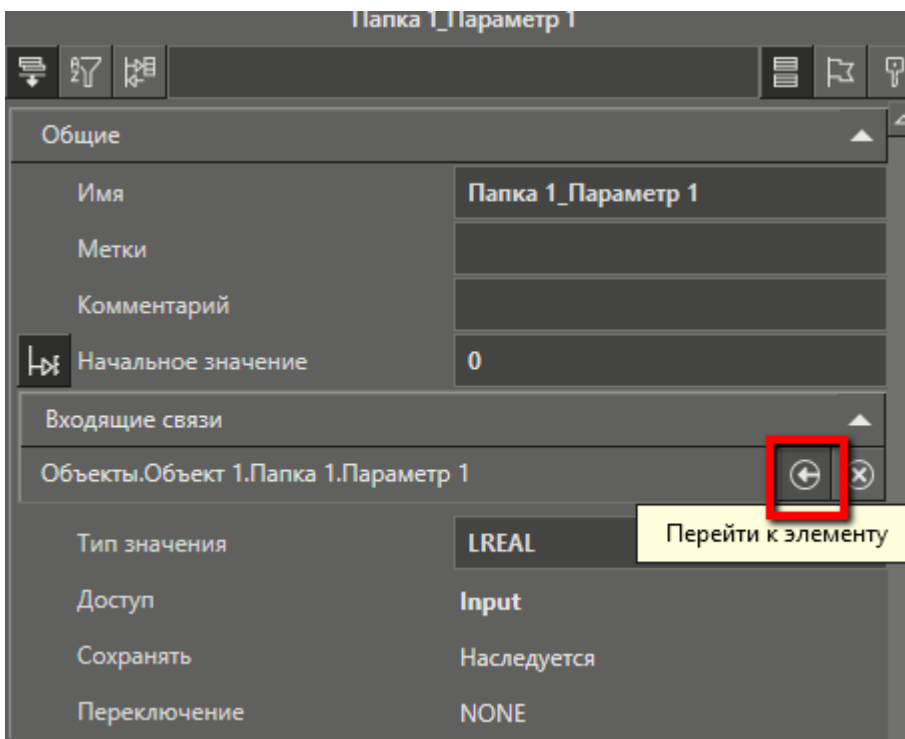 Папка 1_Параметр 1
Общие
Имя Папка 1_Параметр 1
Метки
Комментарий
Начальное значение 0
Входящие связи
Объекты.Объект 1.Папка 1.Параметр 1
Перейти к элементу
Тип значения LREAL
Доступ Input
Сохранять Наследуется
Переключение NONE